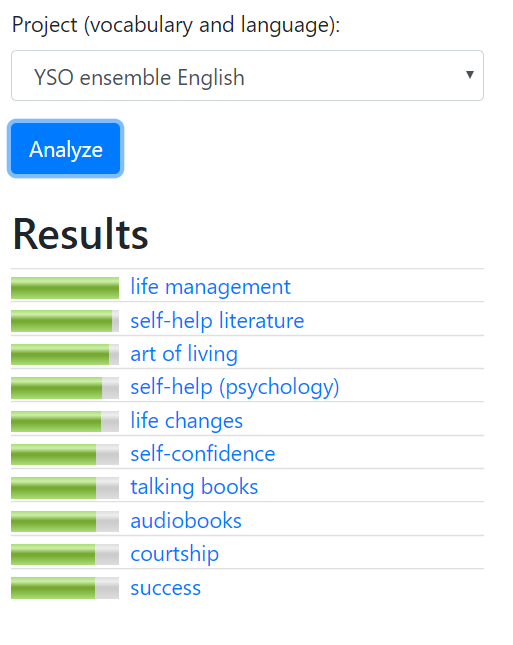 Project (vocabulary and language):
YSO ensemble English
Analyze
Results
life management
self-help literature
art of living
self-help (psychology)
life changes
self-confidence
talking books
audiobooks
courtship
success